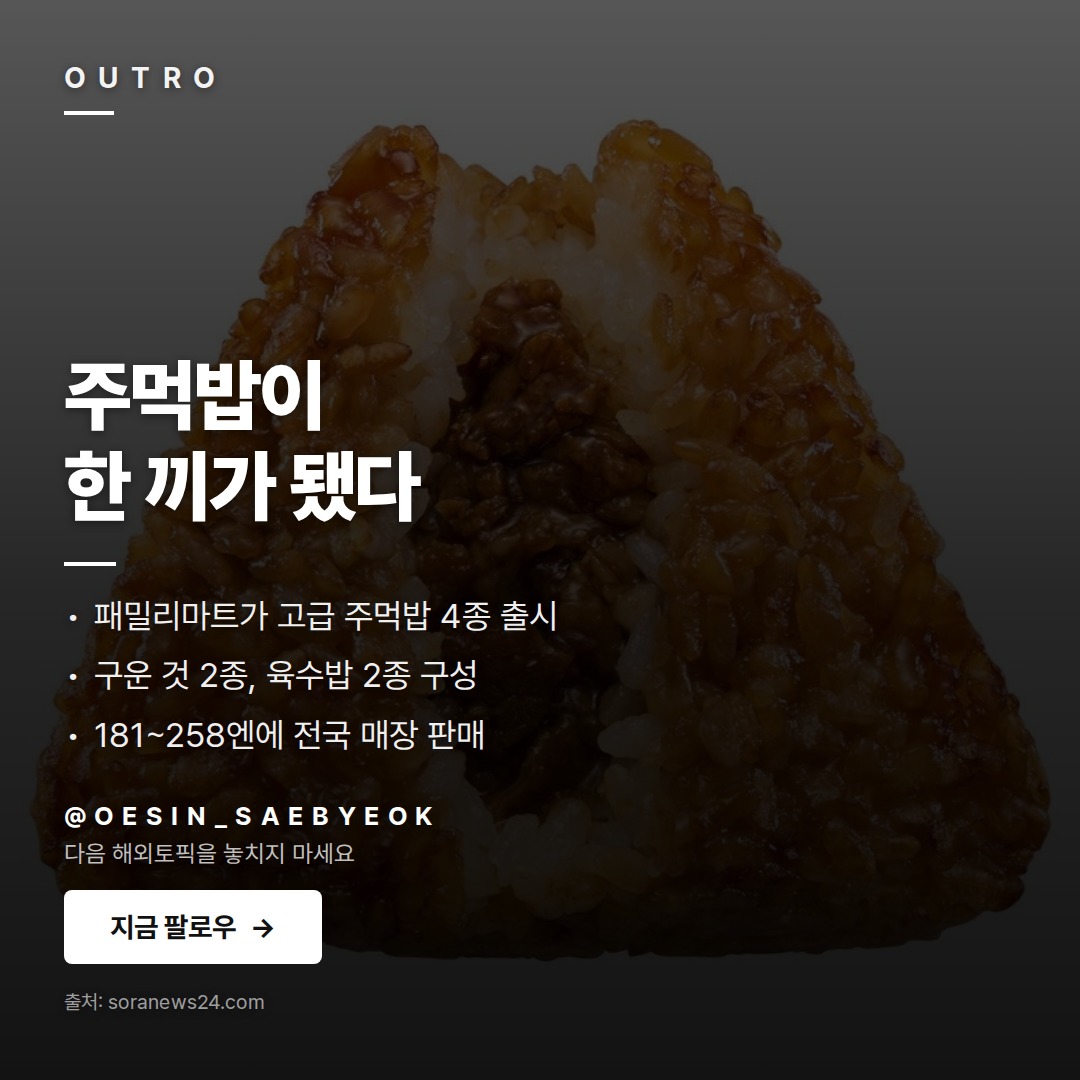 OUTRO
주먹밥이
한 끼가 됐다
• 패밀리마트가 고급 주먹밥 4종 출시
• 구운 것 2종, 육수밥 2종 구성
• 181~258엔에 전국 매장 판매
@OESIN_SAEBYEOK
다음 해외토픽을 놓치지 마세요
지금 팔로우 →
출처: soranews24.com